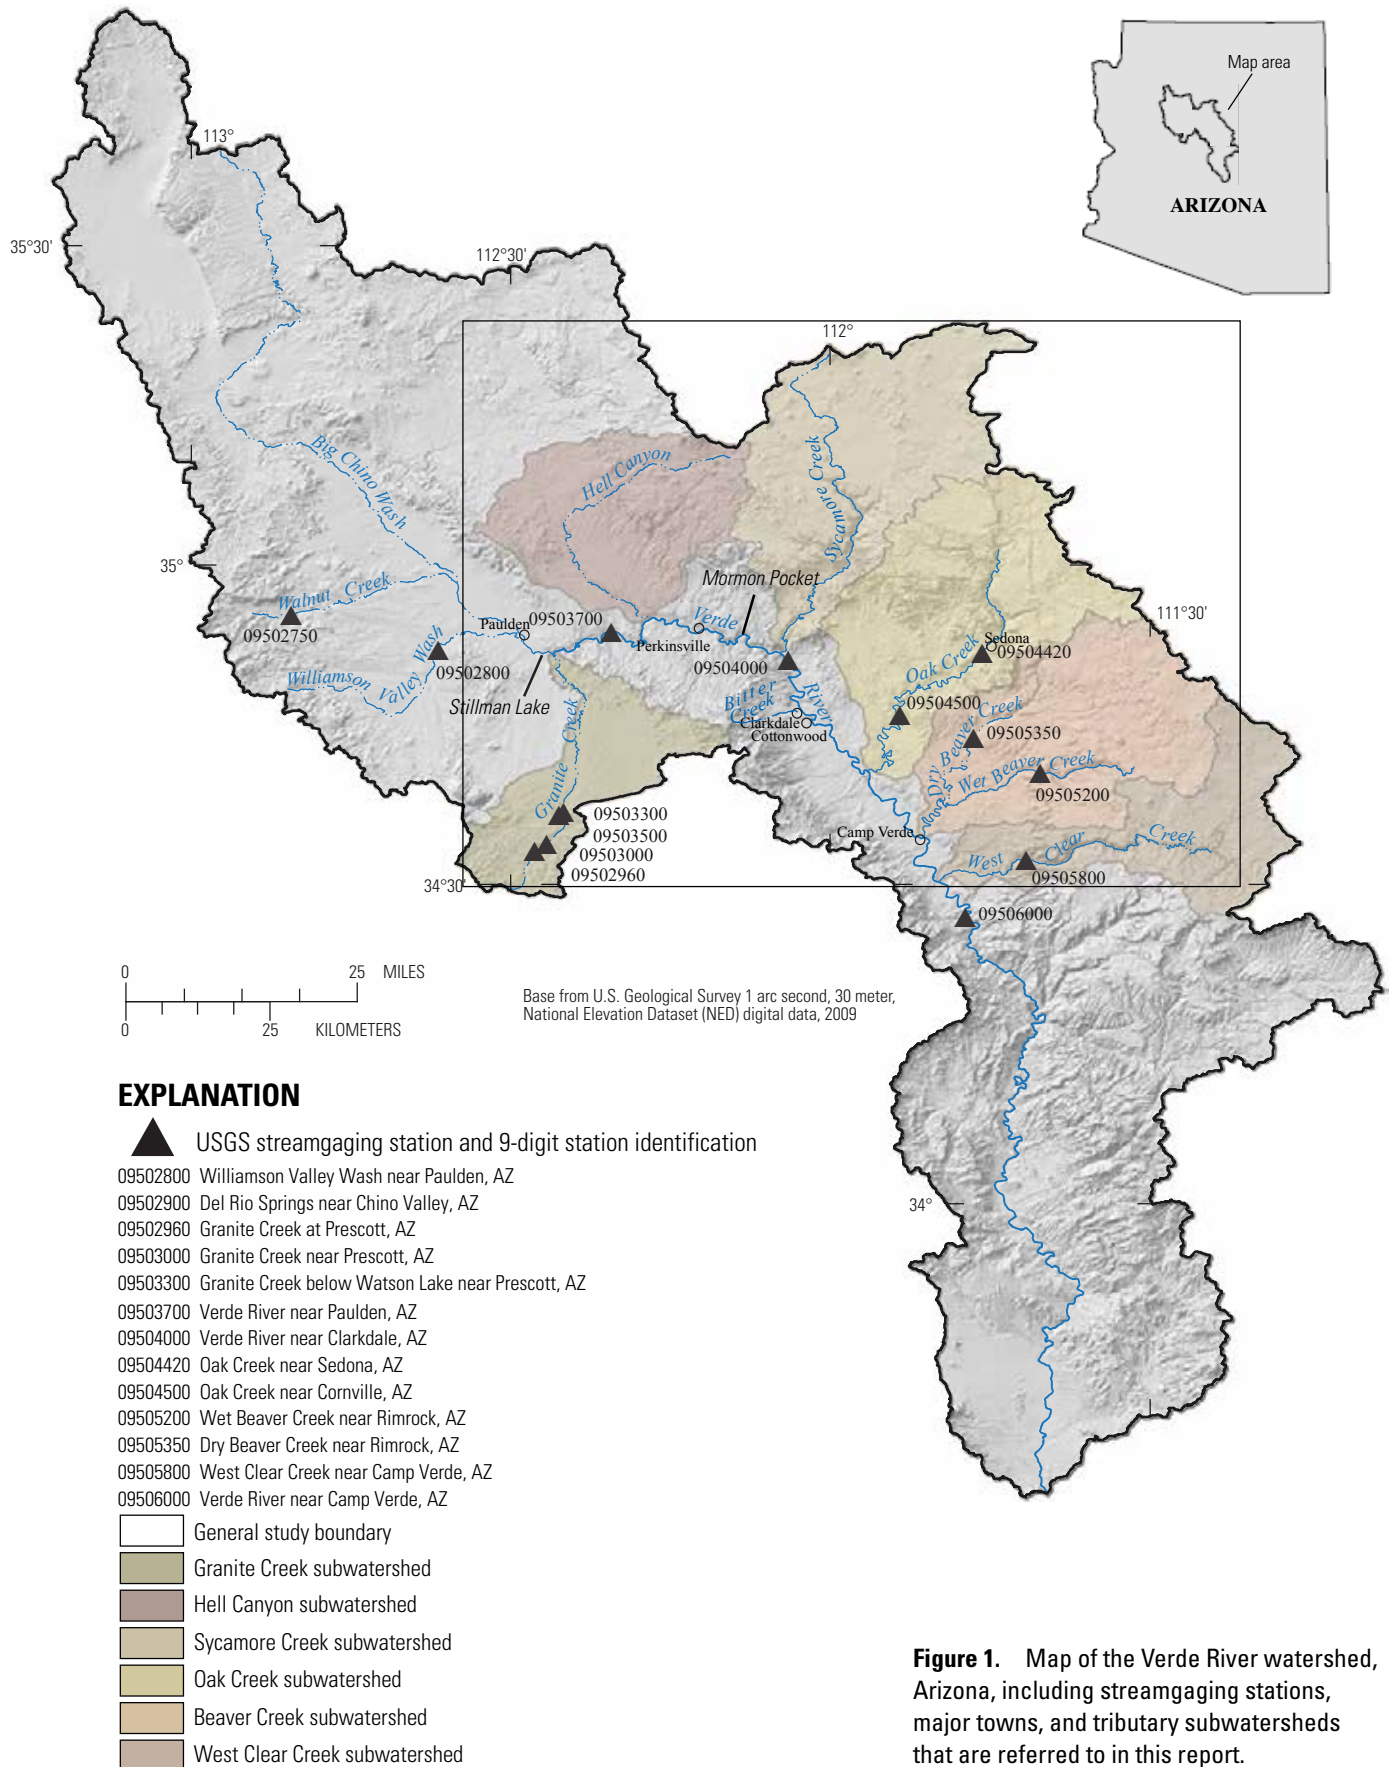 113°
Map area
ARIZONA
35°30'
112°30'
112°
Big Chino Wash
Hell Canyon
Sycamore Creek
35°
Mormon Pocket
Walnut Creek
09502750
Paulden
09503700
Verde
Perkinsville
111°30'
Sedona
09504420
09502800
Williamson Valley Wash
Stillman Lake
09504000
River
Oak Creek
Bitter
Creek
Clarkdale
Cottonwood
09504500
Dry Beaver Creek
09505350
Wet Beaver Creek
09505200
Granite Creek
09503300
09503500
09503000
09502960
Camp Verde
West Clear Creek
09505800
34°30'
09506000
0 25 MILES
0 25 KILOMETERS
Base from U.S. Geological Survey 1 arc second, 30 meter,
National Elevation Dataset (NED) digital data, 2009
34°
EXPLANATION
USGS streamgaging station and 9-digit station identification
09502800 Williamson Valley Wash near Paulden, AZ
09502900 Del Rio Springs near Chino Valley, AZ
09502960 Granite Creek at Prescott, AZ
09503000 Granite Creek near Prescott, AZ
09503300 Granite Creek below Watson Lake near Prescott, AZ
09503700 Verde River near Paulden, AZ
09504000 Verde River near Clarkdale, AZ
09504420 Oak Creek near Sedona, AZ
09504500 Oak Creek near Cornville, AZ
09505200 Wet Beaver Creek near Rimrock, AZ
09505350 Dry Beaver Creek near Rimrock, AZ
09505800 West Clear Creek near Camp Verde, AZ
09506000 Verde River near Camp Verde, AZ
General study boundary
Granite Creek subwatershed
Hell Canyon subwatershed
Sycamore Creek subwatershed
Oak Creek subwatershed
Beaver Creek subwatershed
West Clear Creek subwatershed
Figure 1. Map of the Verde River watershed,
Arizona, including streamgaging stations,
major towns, and tributary subwatersheds
that are referred to in this report.